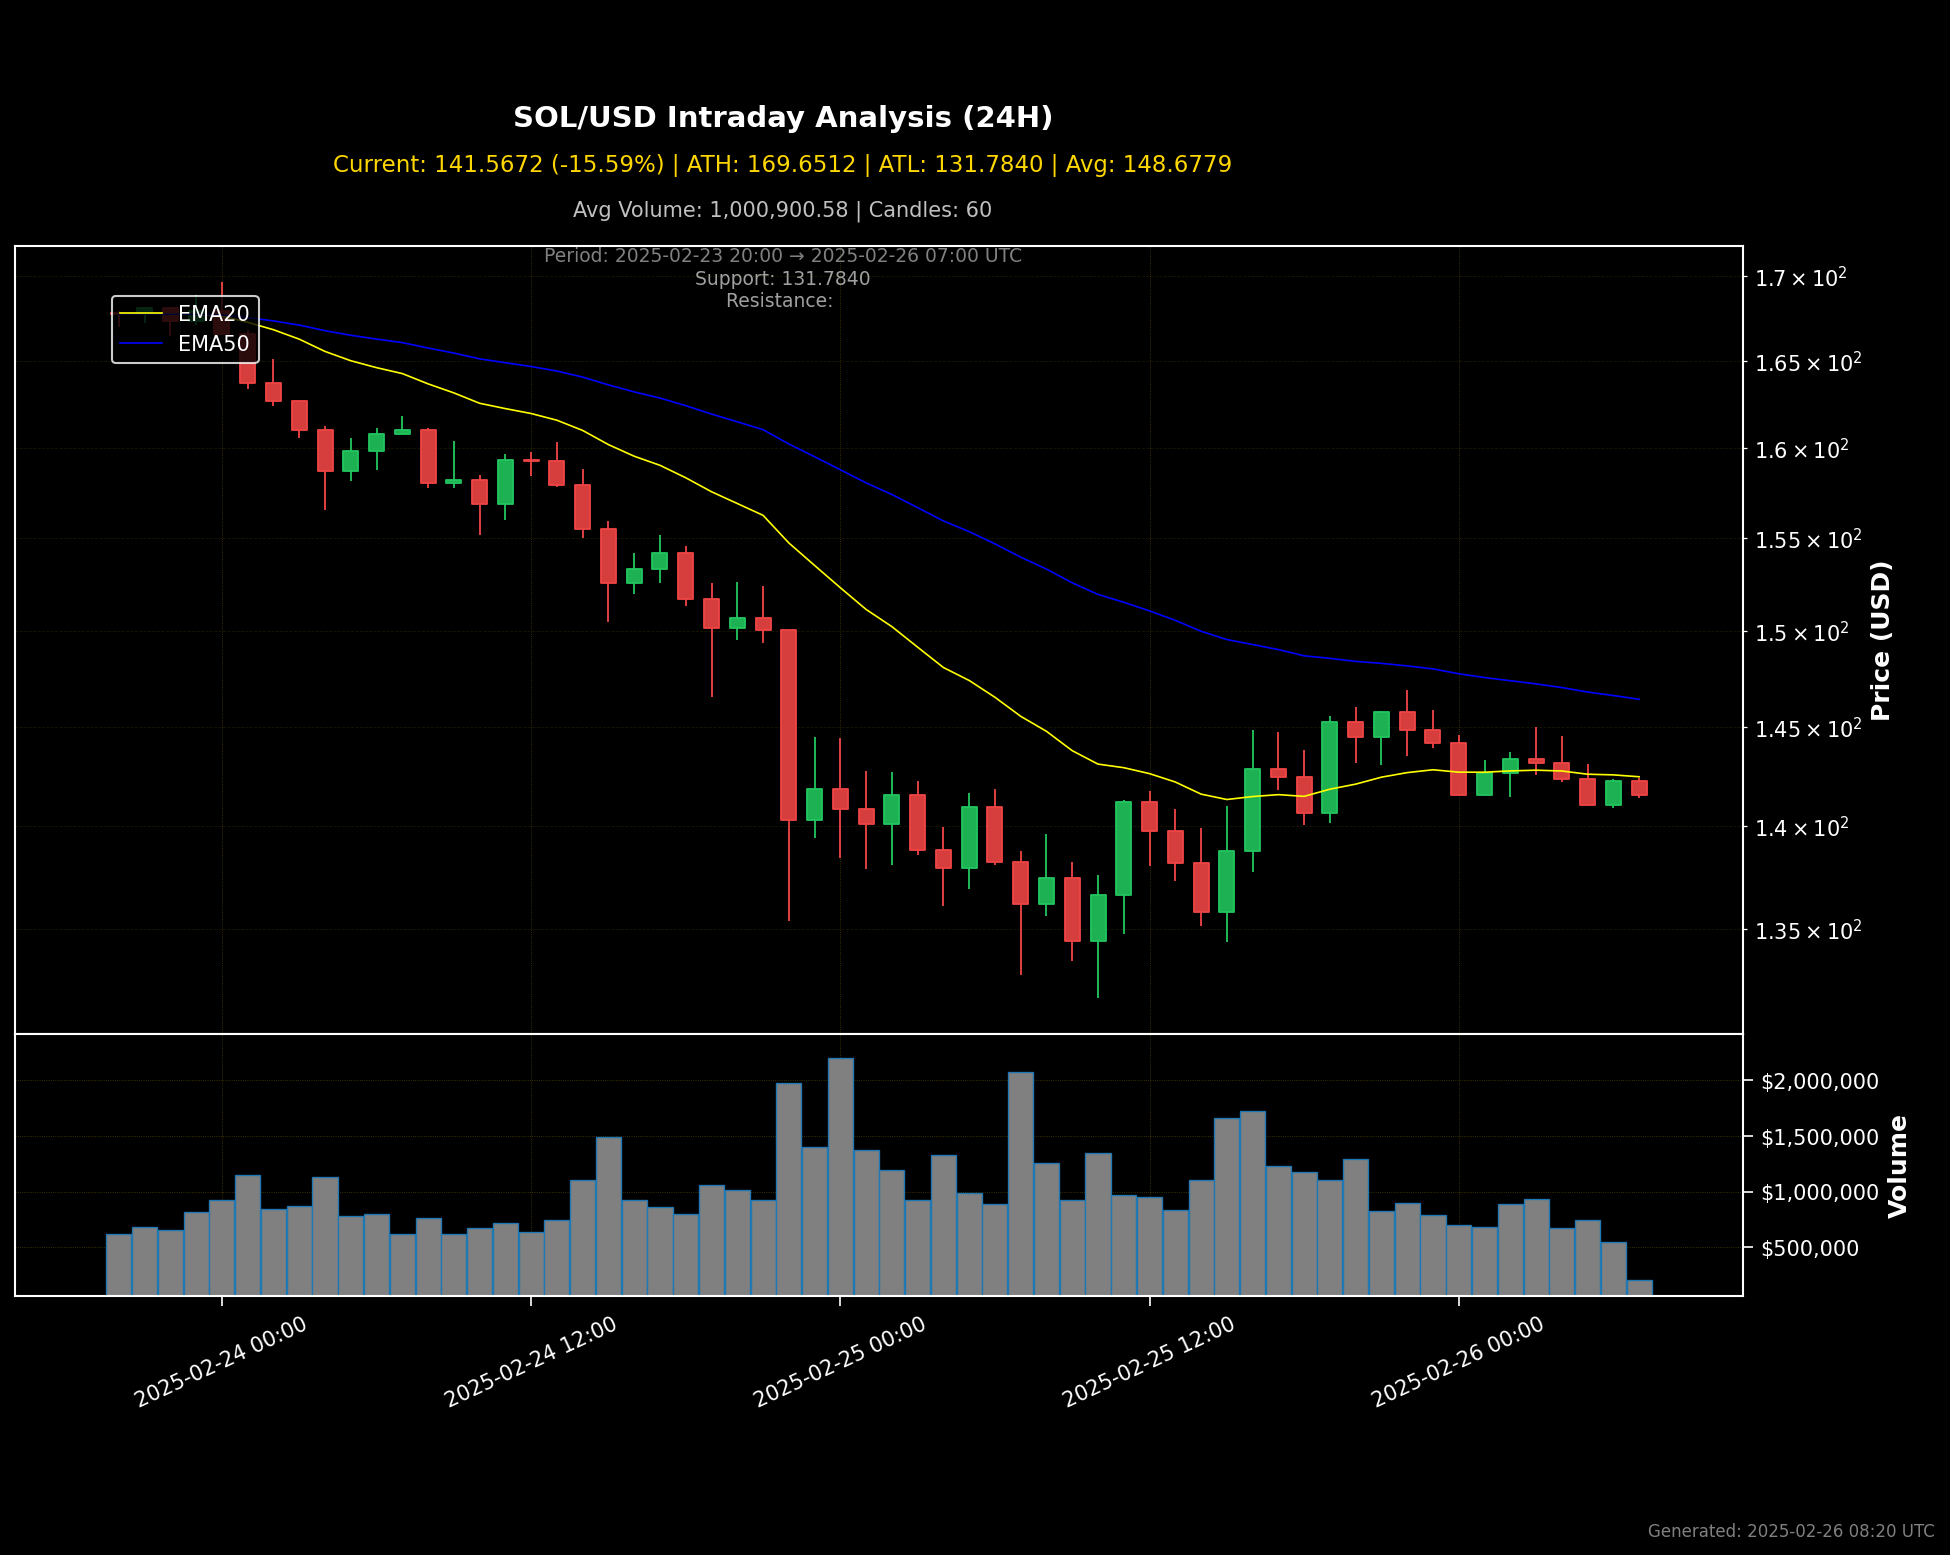 SOL/USD Intraday Analysis (24H)
Current: 141.5672 (-15.59%) | ATH: 169.6512 | ATL: 131.7840 | Avg: 148.6779
Avg Volume: 1,000,900.58 | Candles: 60
Period: 2025-02-23 20:00 → 2025-02-26 07:00 UTC
Support: 131.7840
Resistance:
EMA20
EMA50
1.7 × 10²
1.65 × 10²
1.6 × 10²
1.55 × 10²
1.5 × 10²
1.45 × 10²
1.4 × 10²
1.35 × 10²
Price (USD)
$2,000,000
$1,500,000
$1,000,000
$500,000
Volume
2025-02-24 00:00
2025-02-24 12:00
2025-02-25 00:00
2025-02-25 12:00
2025-02-26 00:00
Generated: 2025-02-26 08:20 UTC